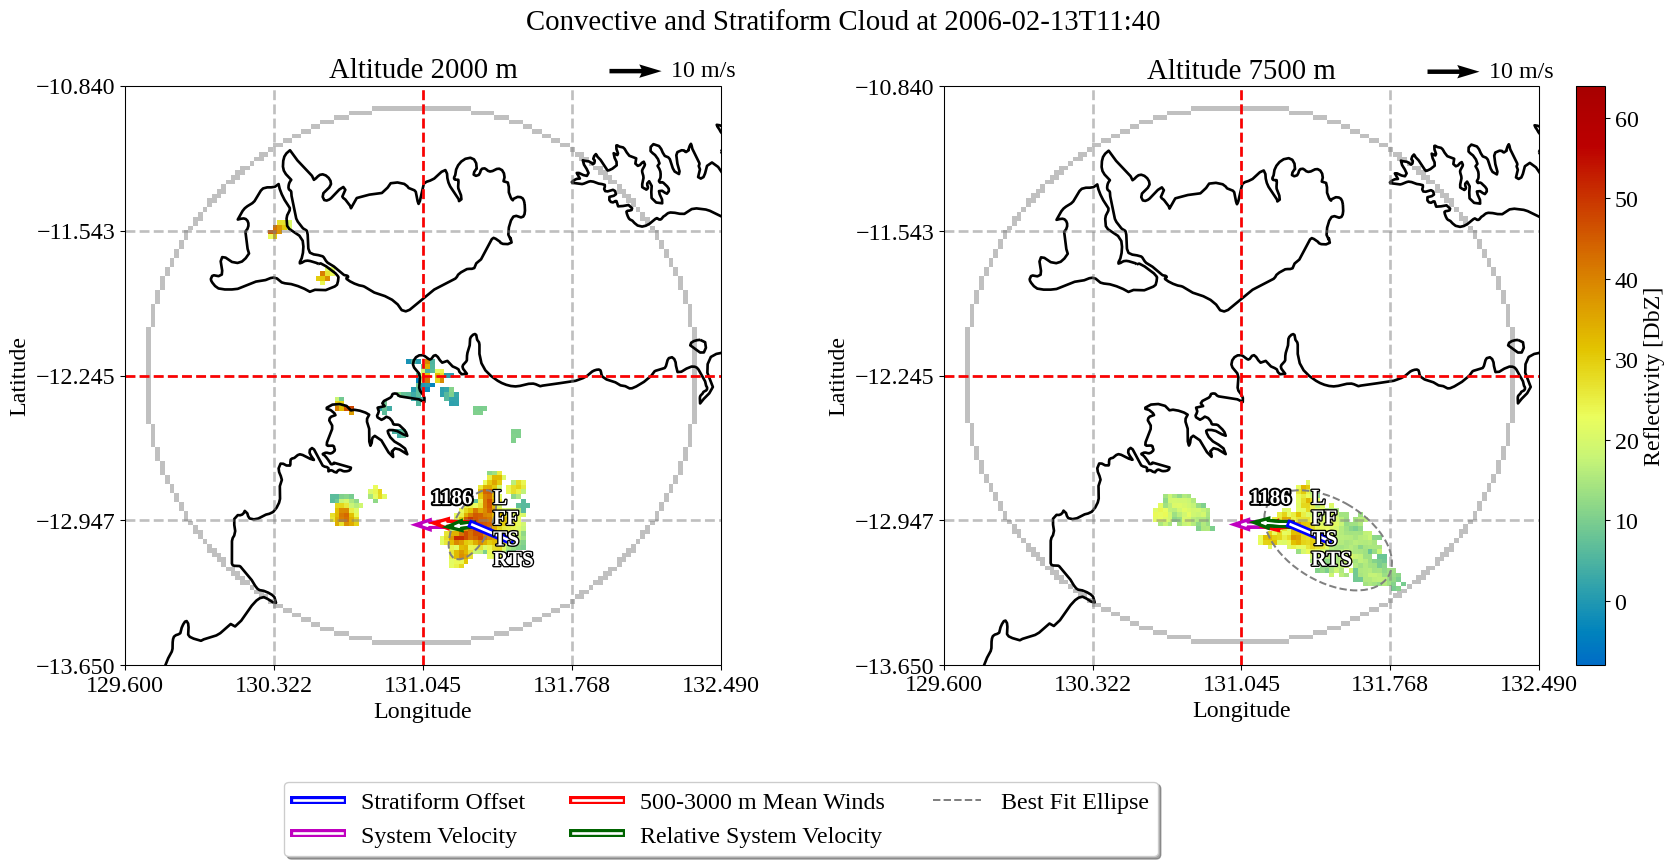 Convective and Stratiform Cloud at 2006-02-13T11:40
Altitude 2000 m
10 m/s
−10.840
−11.543
−12.245
−12.947
−13.650
Latitude
1186
L
FF
TS
RTS
129.600
130.322
131.045
131.768
132.490
Longitude
Altitude 7500 m
10 m/s
−10.840
−11.543
−12.245
−12.947
−13.650
Latitude
1186
L
FF
TS
RTS
129.600
130.322
131.045
131.768
132.490
Longitude
60
50
40
30
20
10
0
Reflectivity [DbZ]
Stratiform Offset
System Velocity
500-3000 m Mean Winds
Relative System Velocity
Best Fit Ellipse